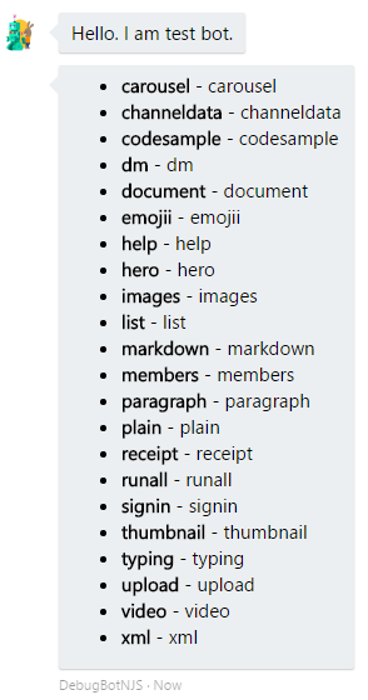 Hello. I am test bot.
• carousel - carousel
• channeldata - channeldata
• codesample - codesample
• dm - dm
• document - document
• emojii - emojii
• help - help
• hero - hero
• images - images
• list - list
• markdown - markdown
• members - members
• paragraph - paragraph
• plain - plain
• receipt - receipt
• runall - runall
• signin - signin
• thumbnail - thumbnail
• typing - typing
• upload - upload
• video - video
• xml - xml
DebugBotNJS · Now